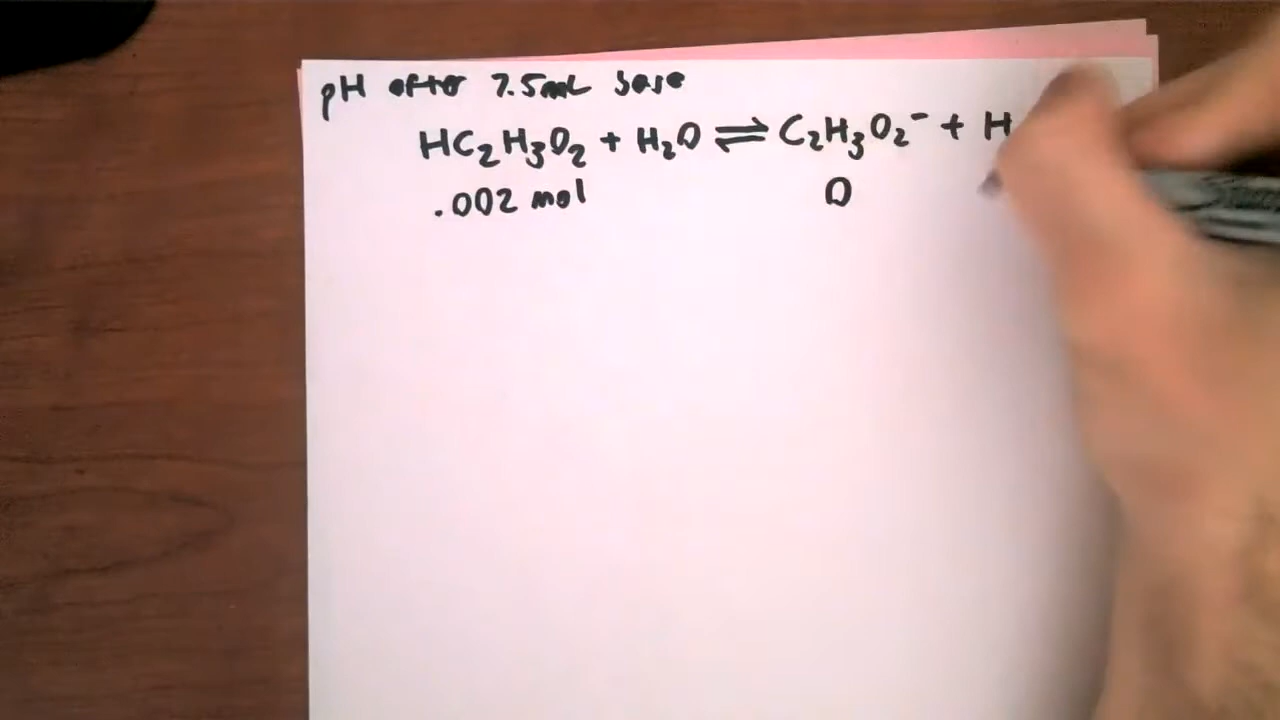 pH after 7.5mL base
HC₂H₃O₂ + H₂O ⇌ C₂H₃O₂⁻ + H
.002 mol 0